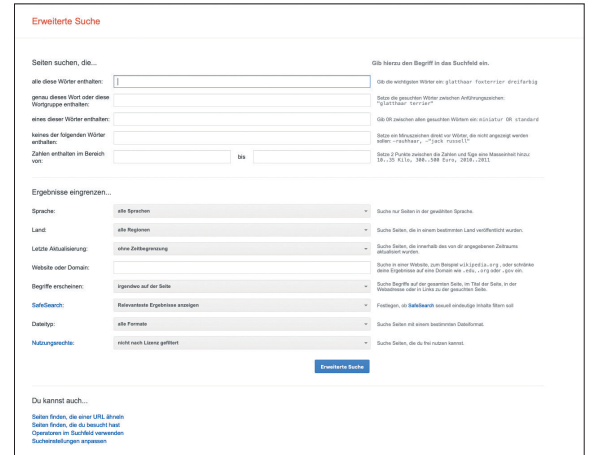 Erweiterte Suche
Seiten suchen, die...
Gib hierzu den Begriff in das Suchfeld ein.
alle diese Wörter enthalten:
Gib die wichtigsten Wörter ein: glatthaar foxterrier dreifarbig
genau dieses Wort oder diese
Wortgruppe enthalten:
Setze die gesuchten Wörter zwischen Anführungszeichen:
"glatthaar terrier"
eines dieser Wörter enthalten:
Gib OR zwischen allen gesuchten Wörtern ein: miniatur OR standard
keines der folgenden Wörter
enthalten:
Setze ein Minuszeichen direkt vor Wörter, die nicht angezeigt werden
sollen -rauhhaar, -"jack russell"
Zahlen enthalten im Bereich
von:
bis
Setze 2 Punkte zwischen die Zahlen und füge eine Masseinheit hinzu:
10..35 Kilo, 300..500 Euro, 2010..2011
Ergebnisse eingrenzen...
Sprache:
alle Sprachen
Suche nur Seiten in der gewählten Sprache.
Land:
alle Regionen
Suche Seiten, die in einem bestimmten Land veröffentlicht wurden.
Letzte Aktualisierung:
ohne Zeitbegrenzung
Suche Seiten, die innerhalb des von dir angegebenen Zeitraums
aktualisiert wurden.
Website oder Domain:
Suche in einer Website, zum Beispiel wikipedia.org , oder schränke
deine Ergebnisse auf eine Domain wie .edu, .org oder .gov ein.
Begriffe erscheinen:
irgendwo auf der Seite
Suche Begriffe auf der gesamten Seite, im Titel der Seite, in der
Webadresse oder in Links zu der gesuchten Seite.
SafeSearch:
Relevanteste Ergebnisse anzeigen
Festlegen, ob SafeSearch sexuell eindeutige Inhalte filtern soll
Dateityp:
alle Formate
Suche Seiten mit einem bestimmten Dateiformat.
Nutzungsrechte:
nicht nach Lizenz gefiltert
Suche Seiten, die du frei nutzen kannst.
Erweiterte Suche
Du kannst auch...
Seiten finden, die einer URL ähneln
Seiten finden, die du besucht hast
Operatoren im Suchfeld verwenden
Sucheinstellungen anpassen